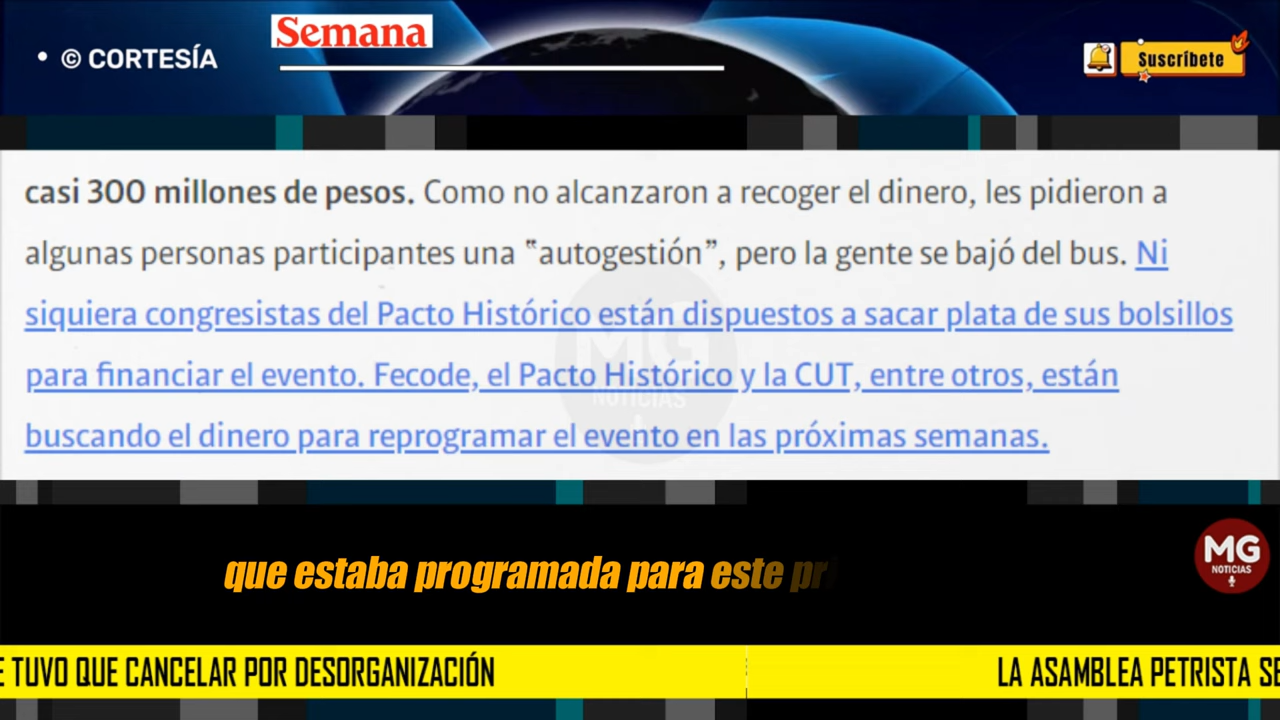 • © CORTESÍA
Semana
Suscríbete
casi 300 millones de pesos. Como no alcanzaron a recoger el dinero, les pidieron a
algunas personas participantes una “autogestión”, pero la gente se bajó del bus. Ni
siquiera congresistas del Pacto Histórico están dispuestos a sacar plata de sus bolsillos
para financiar el evento. Fecode, el Pacto Histórico y la CUT, entre otros, están
buscando el dinero para reprogramar el evento en las próximas semanas.
MG
NOTICIAS
que estaba programada para este pr
MG
NOTICIAS
E TUVO QUE CANCELAR POR DESORGANIZACIÓN
LA ASAMBLEA PETRISTA SE